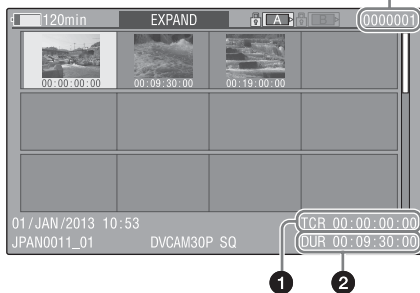 120min EXPAND A B 0000001
00:00:00:00 00:09:30:00 00:19:00:00
01/JAN/2013 10:53 TCR 00:00:00:00
JPAN0011_01 DVCAM30P SQ DUR 00:09:30:00
1 2